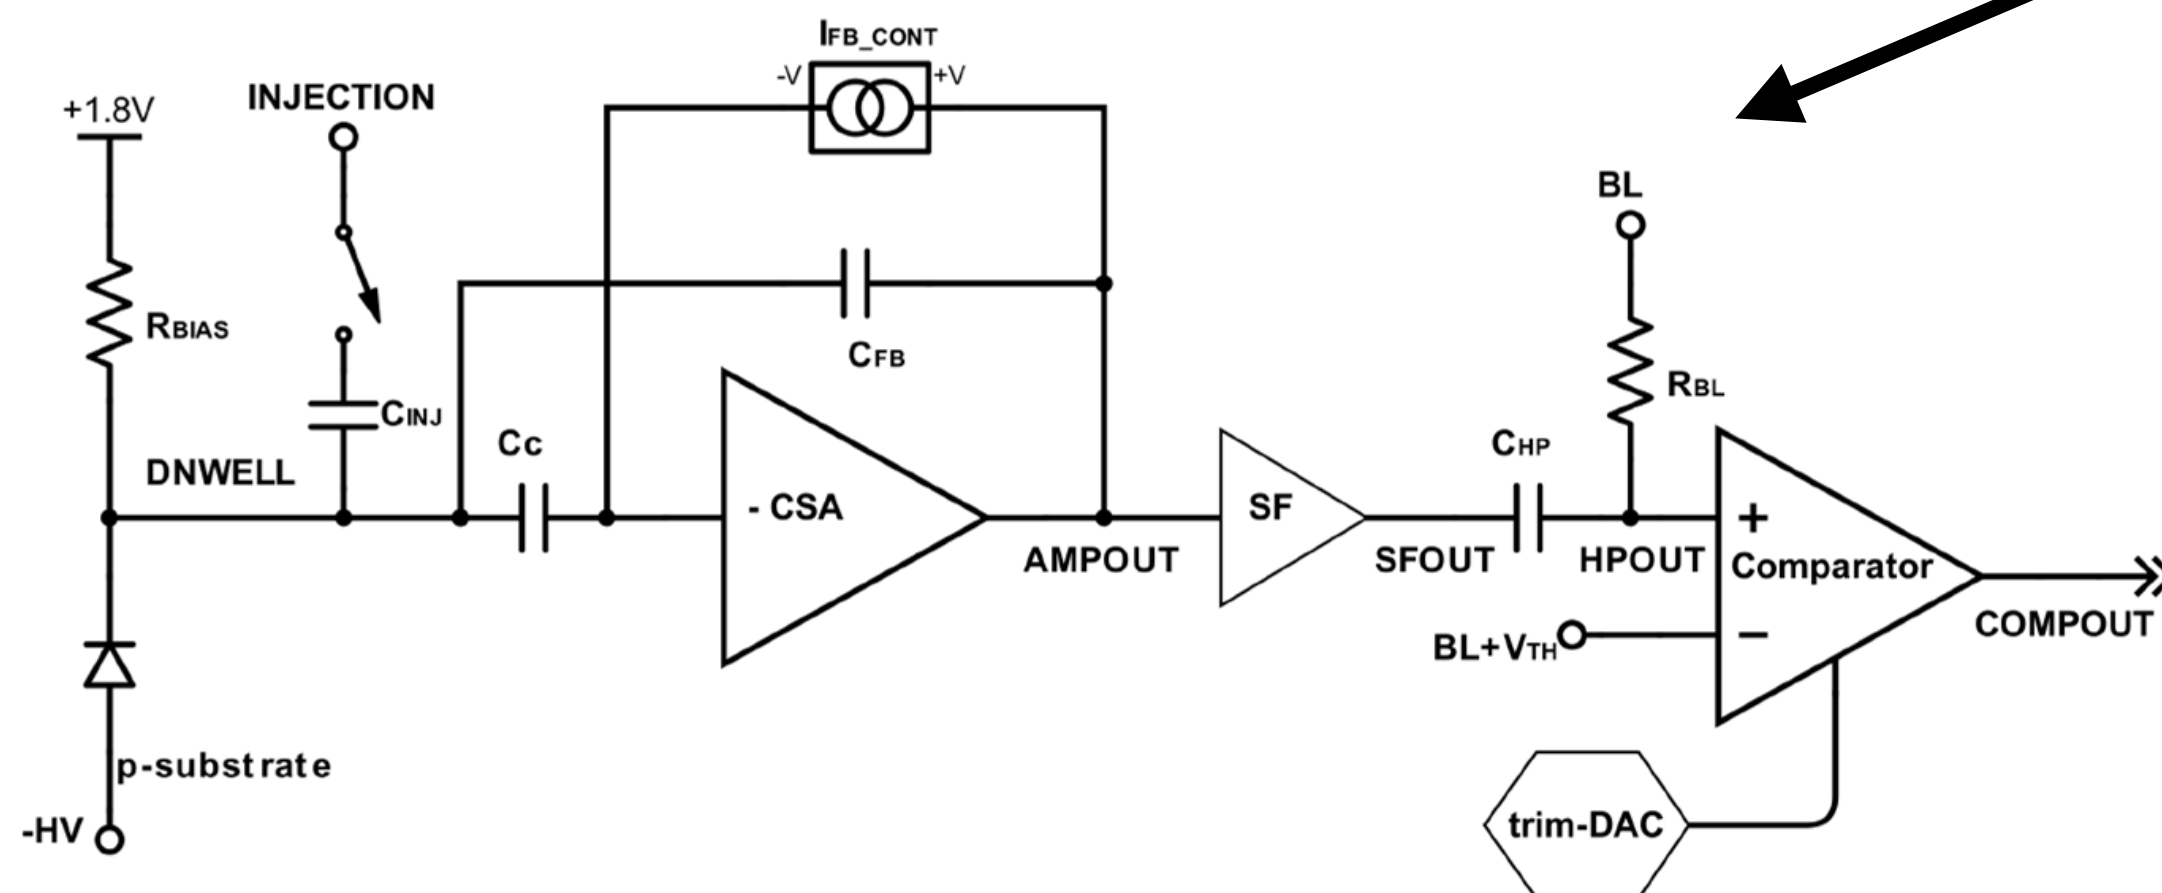 IFB_CONT
-V
+V
+1.8V
INJECTION
BL
RBIAS
CFB
RBL
CINJ
Cc
CHP
DNWELL
- CSA
SF
+
AMPOUT
SFOUT
HPOUT
Comparator
COMPOUT
BL+VTH
−
p-substrate
-HV
trim-DAC